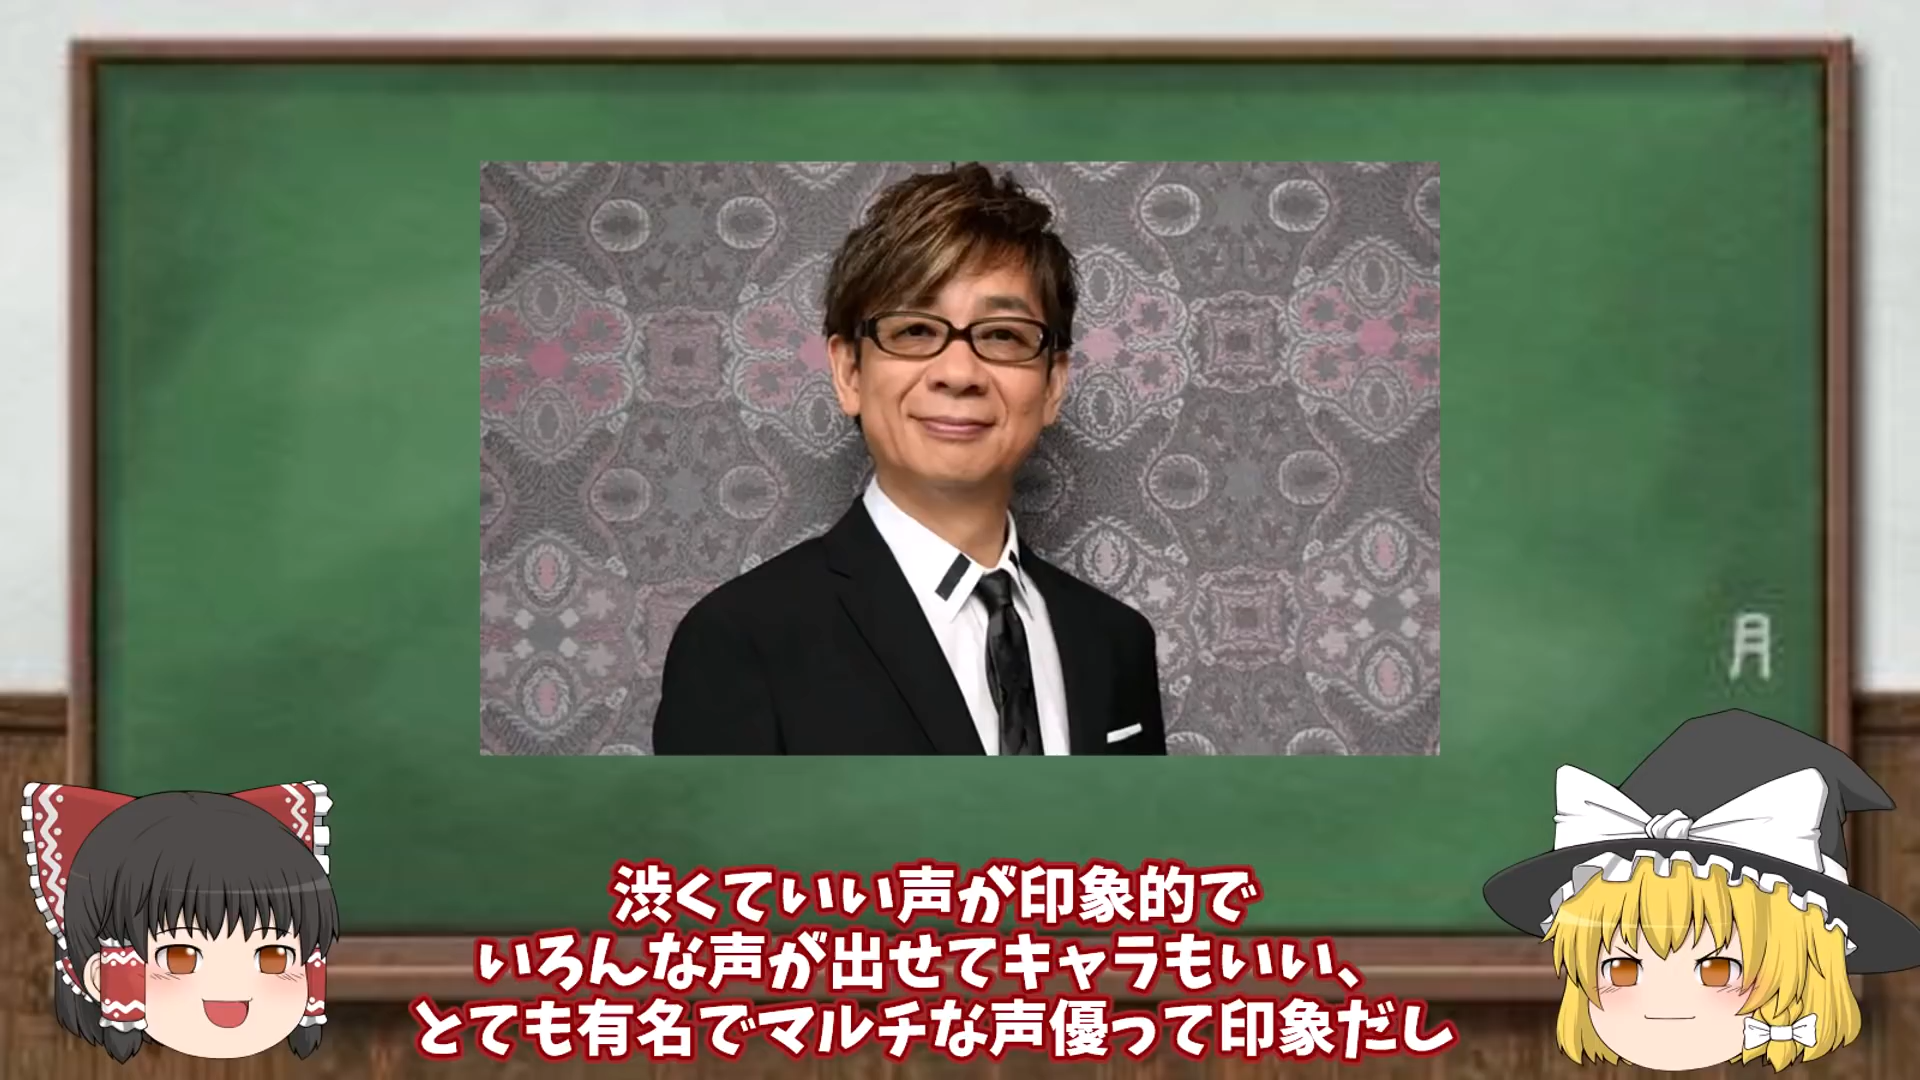 月
渋くていい声が印象的で
いろんな声が出せてキャラもいい、
とても有名でマルチな声優って印象だし